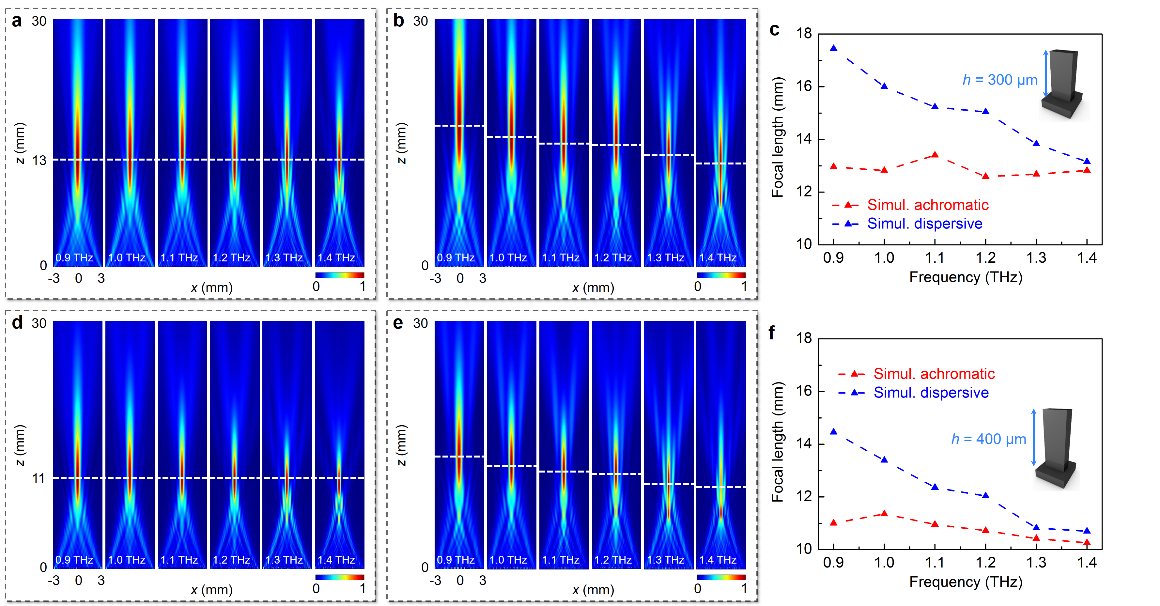 a
30
13
0
z (mm)
0.9 THz 1.0 THz 1.1 THz 1.2 THz 1.3 THz 1.4 THz
-3 0 3
x (mm)
0 1
b
30
0
z (mm)
0.9 THz 1.0 THz 1.1 THz 1.2 THz 1.3 THz 1.4 THz
-3 0 3
x (mm)
0 1
c
18
16
14
12
10
Focal length (mm)
h = 300 μm
Simul. achromatic
Simul. dispersive
0.9 1.0 1.1 1.2 1.3 1.4
Frequency (THz)
d
30
11
0
z (mm)
0.9 THz 1.0 THz 1.1 THz 1.2 THz 1.3 THz 1.4 THz
-3 0 3
x (mm)
0 1
e
30
0
z (mm)
0.9 THz 1.0 THz 1.1 THz 1.2 THz 1.3 THz 1.4 THz
-3 0 3
x (mm)
0 1
f
18
16
14
12
10
Focal length (mm)
Simul. achromatic
Simul. dispersive
h = 400 μm
0.9 1.0 1.1 1.2 1.3 1.4
Frequency (THz)